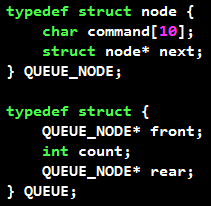 typedef struct node {
    char command[10];
    struct node* next;
} QUEUE_NODE;

typedef struct {
    QUEUE_NODE* front;
    int count;
    QUEUE_NODE* rear;
} QUEUE;